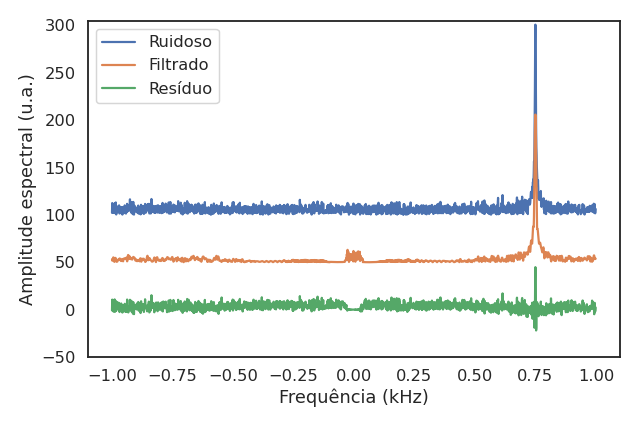 Ruidoso
Filtrado
Resíduo
Amplitude espectral (u.a.)
300
250
200
150
100
50
0
−50
−1.00 −0.75 −0.50 −0.25 0.00 0.25 0.50 0.75 1.00
Frequência (kHz)